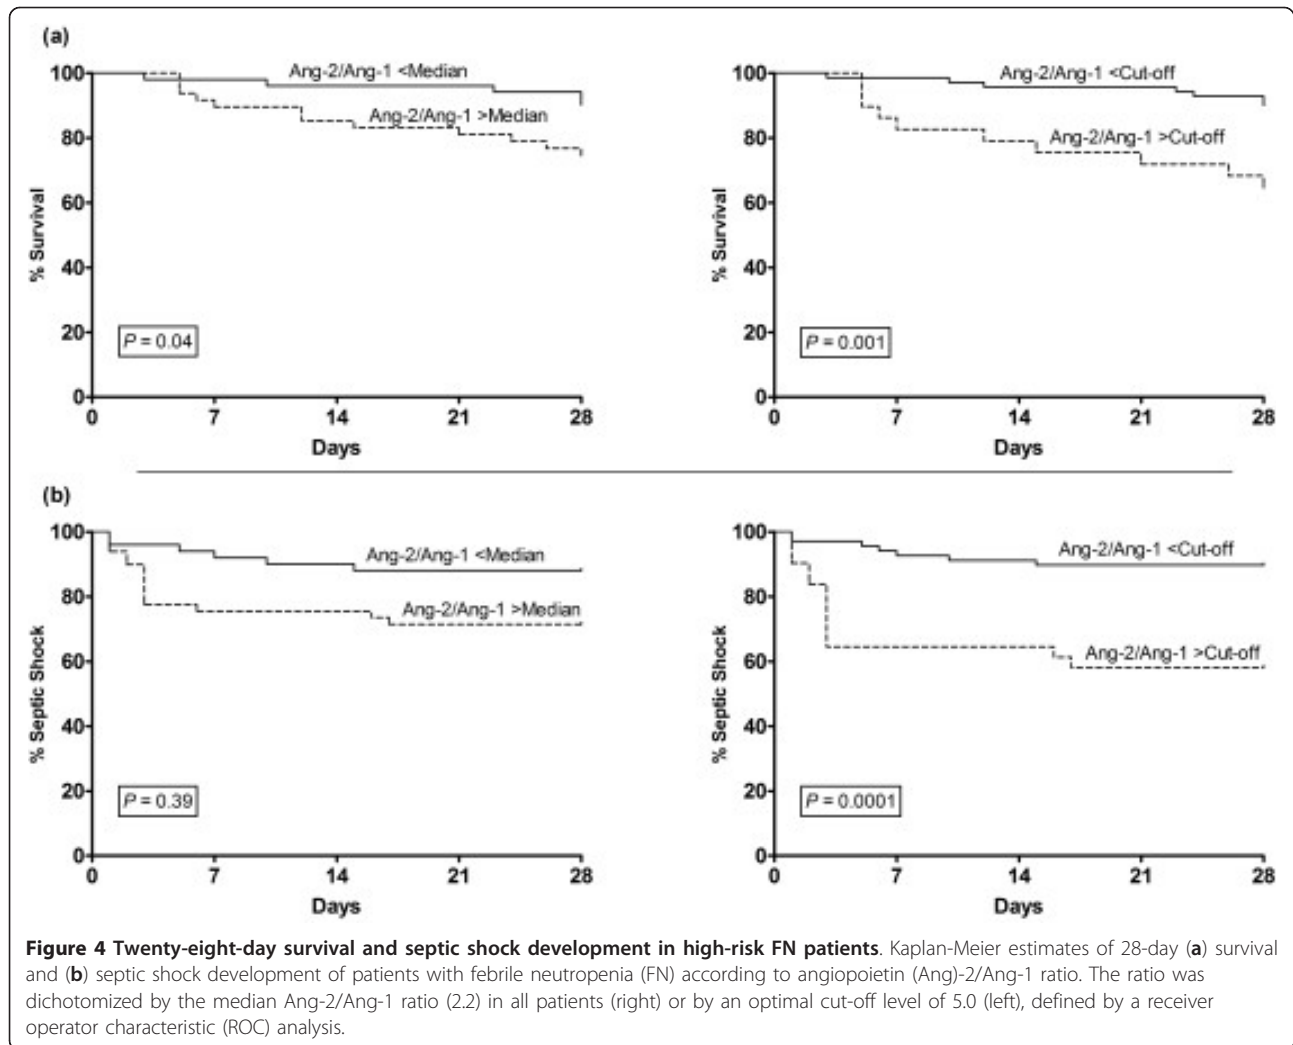 (a)
100
80
60
40
20
0
% Survival
Ang-2/Ang-1 <Median
Ang-2/Ang-1 >Median
P = 0.04
0 7 14 21 28
Days
100
80
60
40
20
0
% Survival
Ang-2/Ang-1 <Cut-off
Ang-2/Ang-1 >Cut-off
P = 0.001
0 7 14 21 28
Days
(b)
100
80
60
40
20
0
% Septic Shock
Ang-2/Ang-1 <Median
Ang-2/Ang-1 >Median
P = 0.39
0 7 14 21 28
Days
100
80
60
40
20
0
% Septic Shock
Ang-2/Ang-1 <Cut-off
Ang-2/Ang-1 >Cut-off
P = 0.0001
0 7 14 21 28
Days
Figure 4 Twenty-eight-day survival and septic shock development in high-risk FN patients. Kaplan-Meier estimates of 28-day (a) survival
and (b) septic shock development of patients with febrile neutropenia (FN) according to angiopoietin (Ang)-2/Ang-1 ratio. The ratio was
dichotomized by the median Ang-2/Ang-1 ratio (2.2) in all patients (right) or by an optimal cut-off level of 5.0 (left), defined by a receiver
operator characteristic (ROC) analysis.